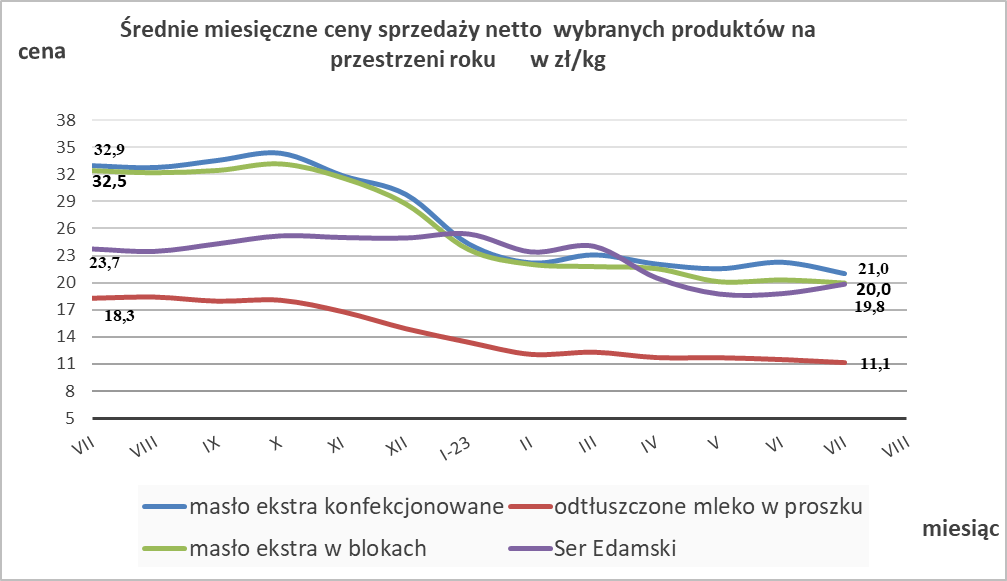 Średnie miesięczne ceny sprzedaży netto wybranych produktów na
przestrzeni roku w zł/kg
cena
38
35
32
29
26
23
20
17
14
11
8
5
32,9
32,5
23,7
18,3
21,0
20,0
19,8
11,1
VII
VIII
IX
X
XI
XII
I-23
II
III
IV
V
VI
VII
VIII
masło ekstra konfekcjonowane
odtłuszczone mleko w proszku
masło ekstra w blokach
Ser Edamski
miesiąc